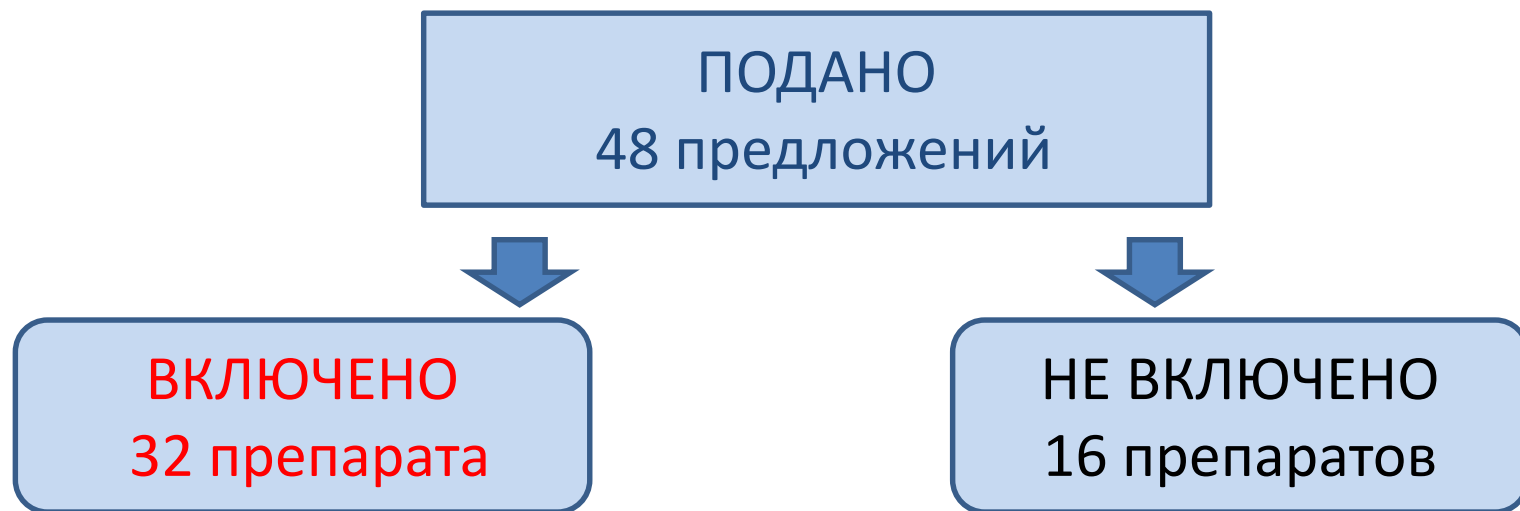 ПОДАНО
48 предложений
ВКЛЮЧЕНО
32 препарата
НЕ ВКЛЮЧЕНО
16 препаратов